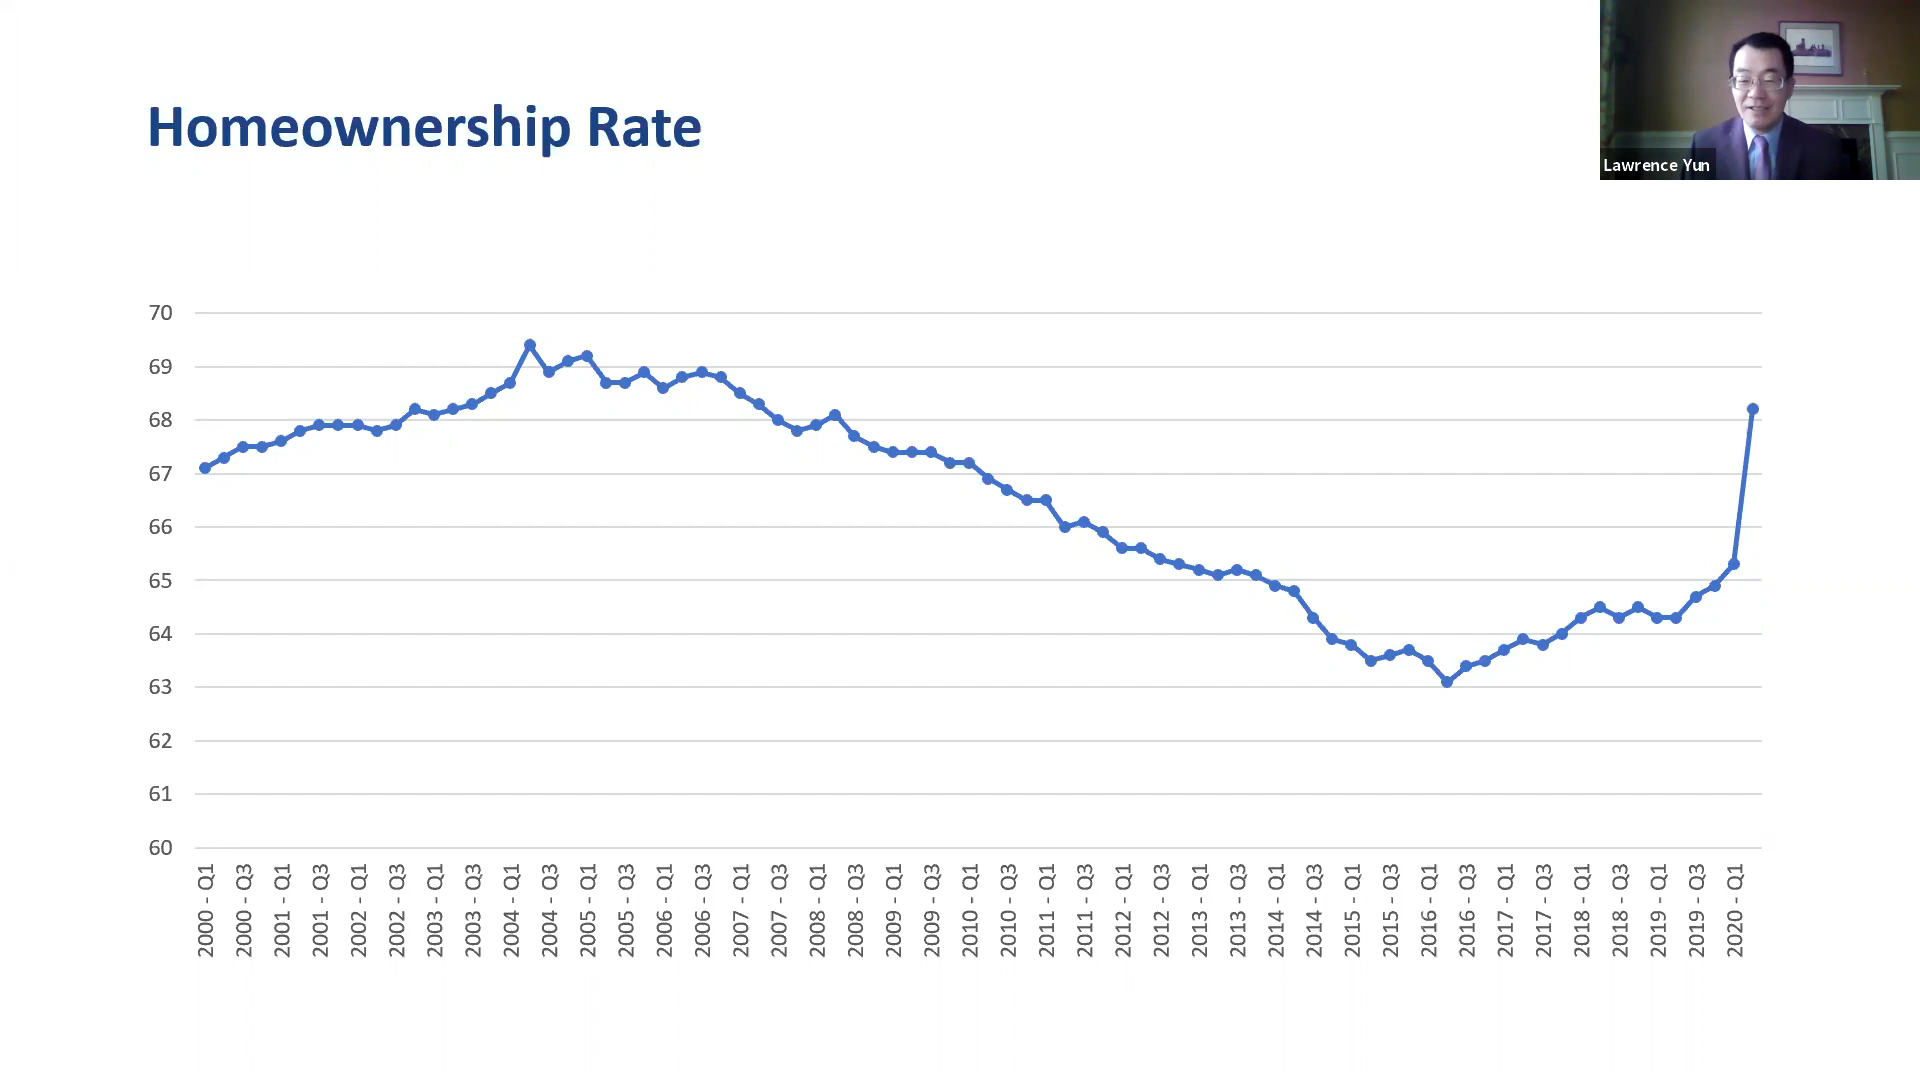 Homeownership Rate
Lawrence Yun
70
69
68
67
66
65
64
63
62
61
60
2000 - Q1
2000 - Q3
2001 - Q1
2001 - Q3
2002 - Q1
2002 - Q3
2003 - Q1
2003 - Q3
2004 - Q1
2004 - Q3
2005 - Q1
2005 - Q3
2006 - Q1
2006 - Q3
2007 - Q1
2007 - Q3
2008 - Q1
2008 - Q3
2009 - Q1
2009 - Q3
2010 - Q1
2010 - Q3
2011 - Q1
2011 - Q3
2012 - Q1
2012 - Q3
2013 - Q1
2013 - Q3
2014 - Q1
2014 - Q3
2015 - Q1
2015 - Q3
2016 - Q1
2016 - Q3
2017 - Q1
2017 - Q3
2018 - Q1
2018 - Q3
2019 - Q1
2019 - Q3
2020 - Q1